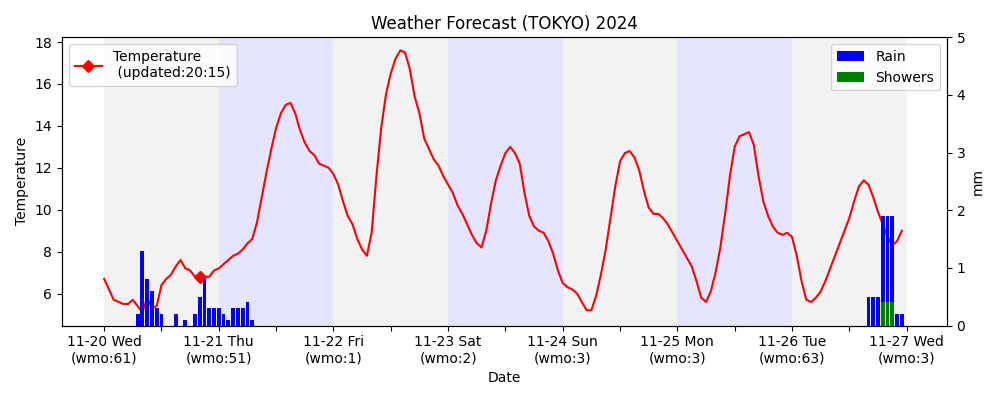 Weather Forecast (TOKYO) 2024
Temperature
(updated:20:15)
Rain
Showers
18
16
14
12
10
8
6
Temperature
5
4
3
2
1
0
mm
11-20 Wed
(wmo:61)
11-21 Thu
(wmo:51)
11-22 Fri
(wmo:1)
11-23 Sat
(wmo:2)
11-24 Sun
(wmo:3)
11-25 Mon
(wmo:3)
11-26 Tue
(wmo:63)
11-27 Wed
(wmo:3)
Date